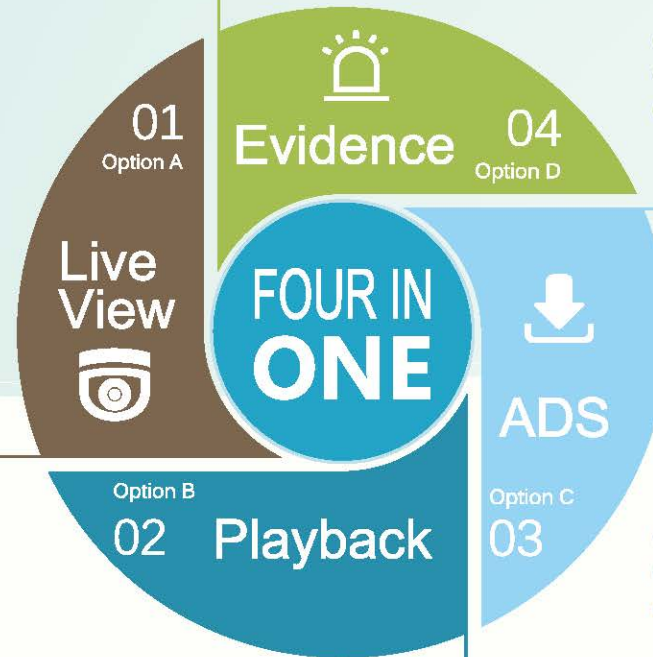 01
Option A
Live
View
Option B
02
Playback
ADS
Option C
03
Evidence
04
Option D
FOUR IN
ONE